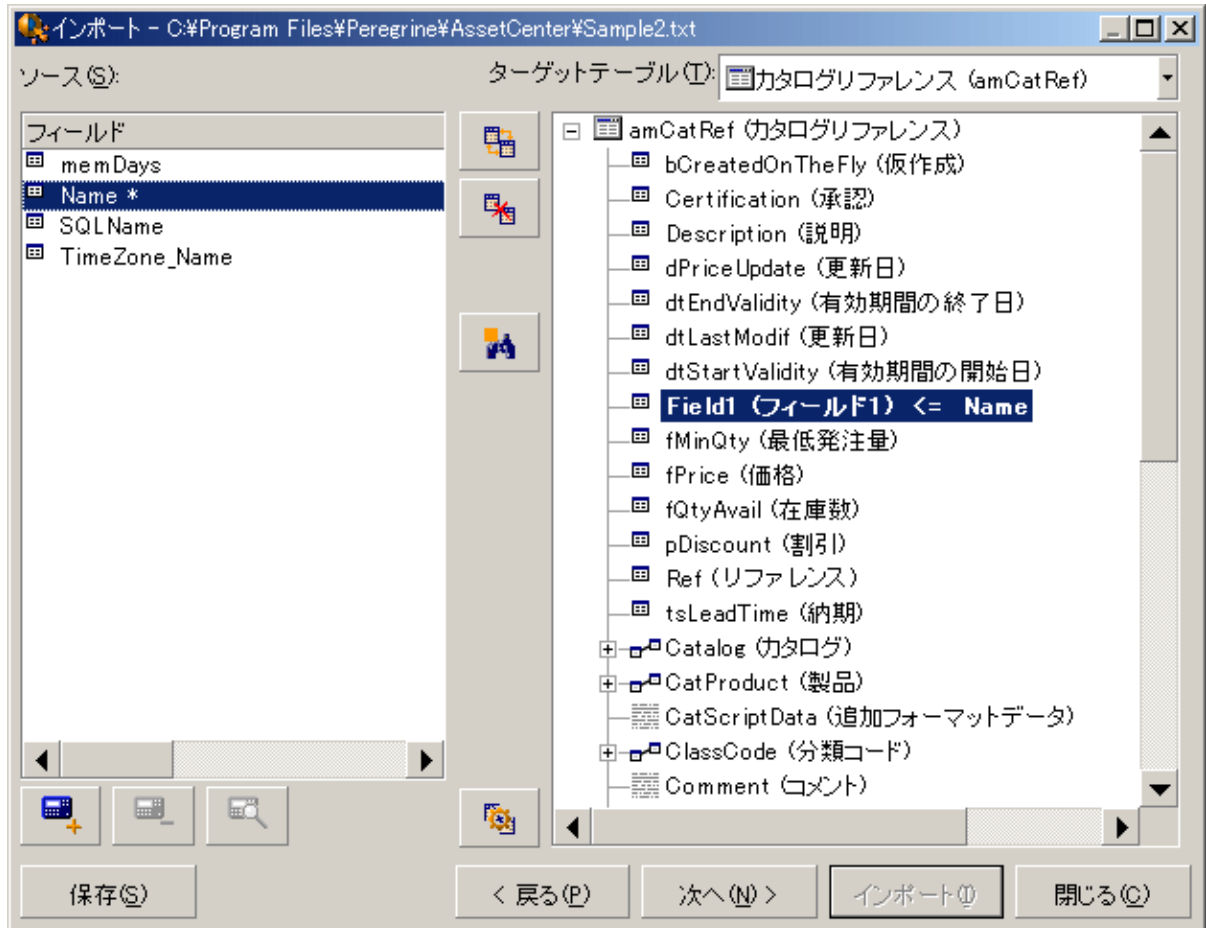 インポート - C:¥Program Files¥Peregrine¥AssetCenter¥Sample2.txt
ソース(S):
ターゲットテーブル(T):
カタログリファレンス (amCatRef)
フィールド
memDays
Name *
SQLName
TimeZone_Name
amCatRef (カタログリファレンス)
bCreatedOnTheFly (仮作成)
Certification (承認)
Description (説明)
dPriceUpdate (更新日)
dtEndValidity (有効期間の終了日)
dtLastModif (更新日)
dtStartValidity (有効期間の開始日)
Field1 (フィールド1) <= Name
fMinQty (最低発注量)
fPrice (価格)
fQtyAvail (在庫数)
pDiscount (割引)
Ref (リファレンス)
tsLeadTime (納期)
Catalog (カタログ)
CatProduct (製品)
CatScriptData (追加フォーマットデータ)
ClassCode (分類コード)
Comment (コメント)
保存(S)
< 戻る(P)
次へ(N) >
インポート(I)
閉じる(C)